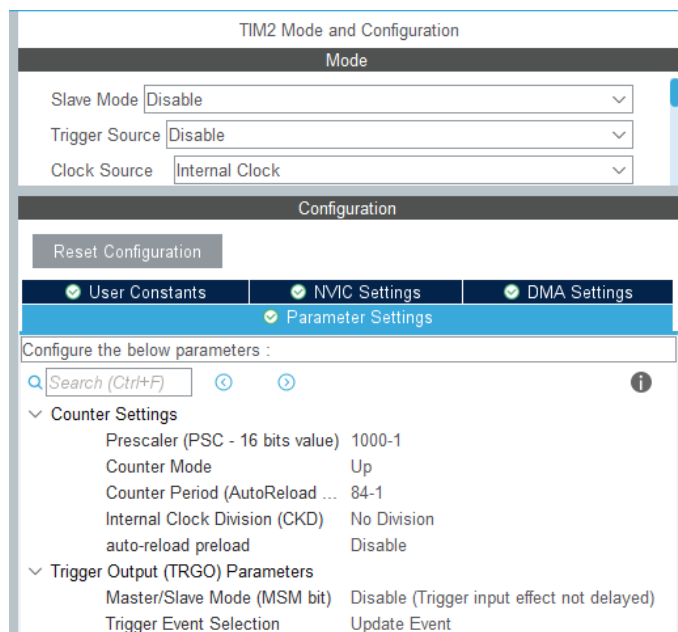 TIM2 Mode and Configuration
Mode
Slave Mode Disable
Trigger Source Disable
Clock Source Internal Clock
Configuration
Reset Configuration
User Constants NVIC Settings DMA Settings
Parameter Settings
Configure the below parameters :
Search (Ctrl+F)
Counter Settings
Prescaler (PSC - 16 bits value) 1000-1
Counter Mode Up
Counter Period (AutoReload ... 84-1
Internal Clock Division (CKD) No Division
auto-reload preload Disable
Trigger Output (TRGO) Parameters
Master/Slave Mode (MSM bit) Disable (Trigger input effect not delayed)
Trigger Event Selection Update Event